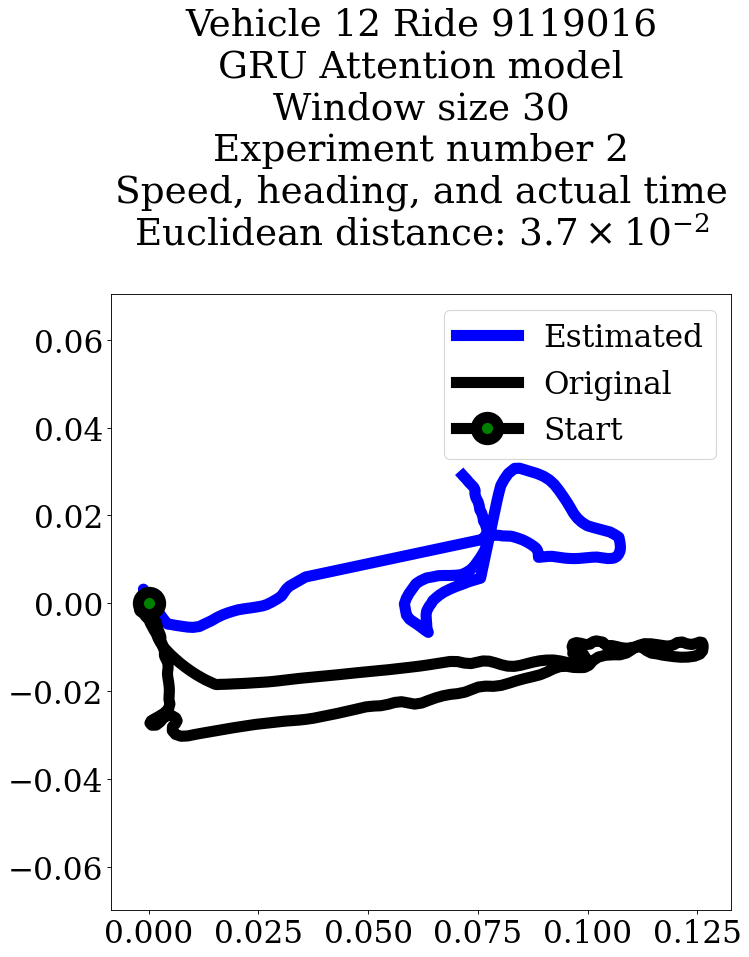 Vehicle 12 Ride 9119016
GRU Attention model
Window size 30
Experiment number 2
Speed, heading, and actual time
Euclidean distance: 3.7 × 10⁻²
Estimated
Original
Start
0.06
0.04
0.02
0.00
−0.02
−0.04
−0.06
0.000 0.025 0.050 0.075 0.100 0.125